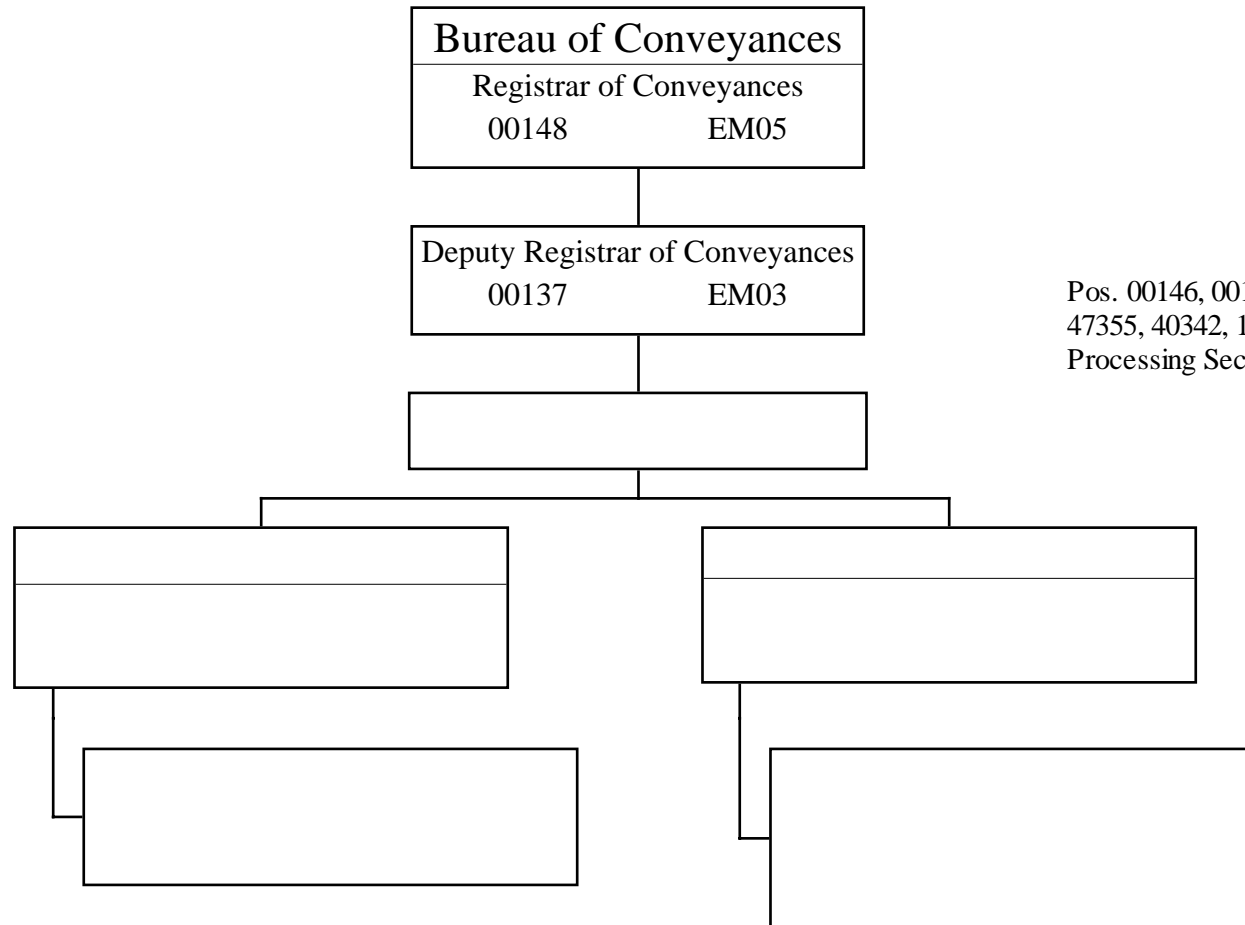 Bureau of Conveyances
Registrar of Conveyances
00148 EM05
Deputy Registrar of Conveyances
00137 EM03
Pos. 00146,
47355, 40342,
Processing